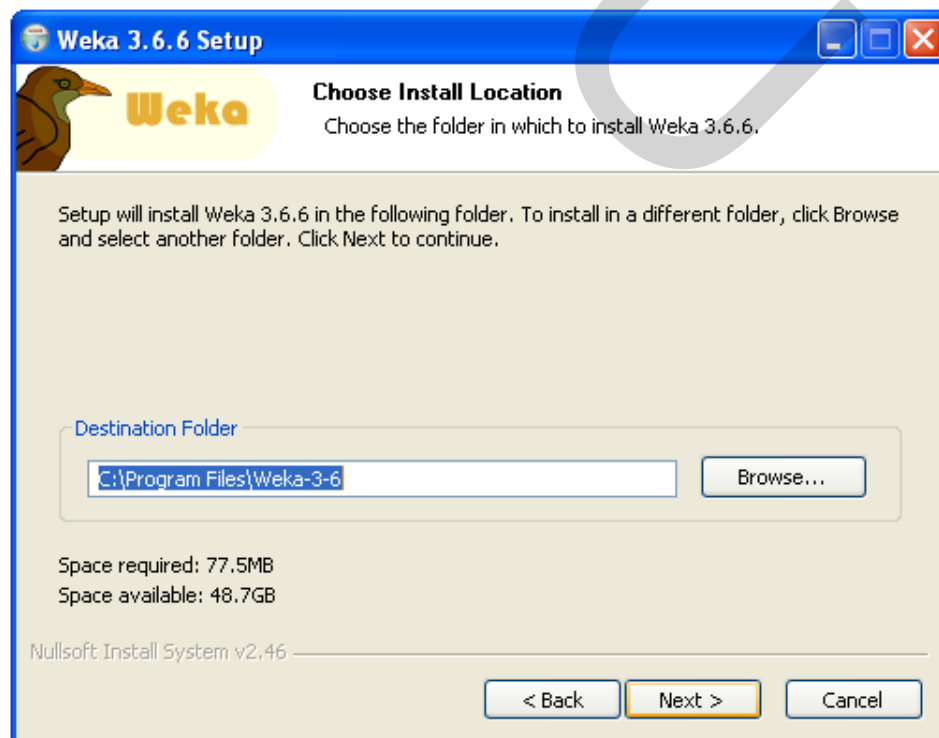 Weka 3.6.6 Setup
Weka
Choose Install Location
Choose the folder in which to install Weka 3.6.6.
Setup will install Weka 3.6.6 in the following folder. To install in a different folder, click Browse
and select another folder. Click Next to continue.
Destination Folder
C:\Program Files\Weka-3-6
Browse...
Space required: 77.5MB
Space available: 48.7GB
Nullsoft Install System v2.46
< Back
Next >
Cancel